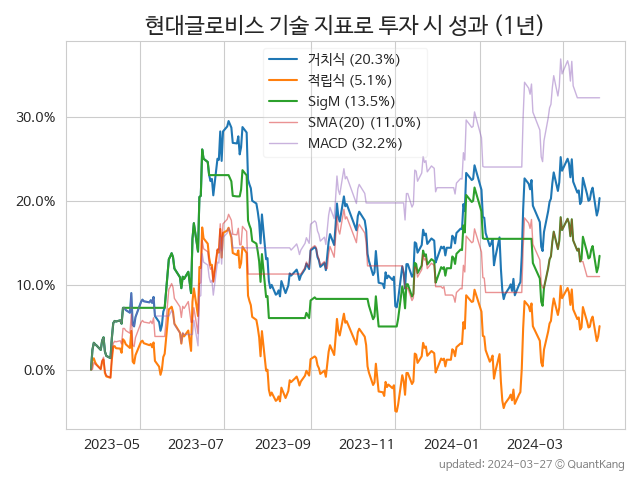 현대글로비스 기술 지표로 투자 시 성과 (1년)
거치식 (20.3%)
적립식 (5.1%)
SigM (13.5%)
SMA(20) (11.0%)
MACD (32.2%)
30.0%
20.0%
10.0%
0.0%
2023-05 2023-07 2023-09 2023-11 2024-01 2024-03
updated: 2024-03-27 © QuantKang